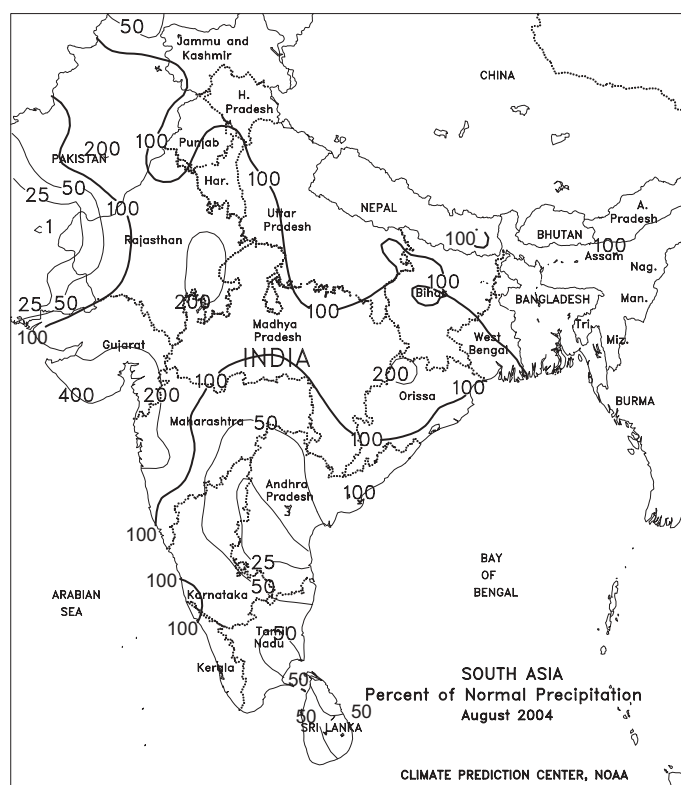 50
Jammu and
Kashmir
CHINA
H.
Pradesh
100
Punjab
200
PAKISTAN
100
Har.
25
50
100
NEPAL
A.
Pradesh
<1
Uttar
Pradesh
Rajasthan
100
BHUTAN
100
Assam
Nag.
100
Bihar
200
25
50
100
BANGLADESH
Man.
100
Gujarat
Madhya
Pradesh
West
Bengal
Tri.
Miz.
INDIA
200
400
200
100
Orissa
100
BURMA
Maharashtra
50
100
Andhra
Pradesh
100
100
25
BAY
OF
BENGAL
100
50
ARABIAN
SEA
Karnataka
100
Tamil
Nadu
50
Kerala
50
SOUTH ASIA
Percent of Normal Precipitation
August 2004
50
50
SRI LANKA
CLIMATE PREDICTION CENTER, NOAA